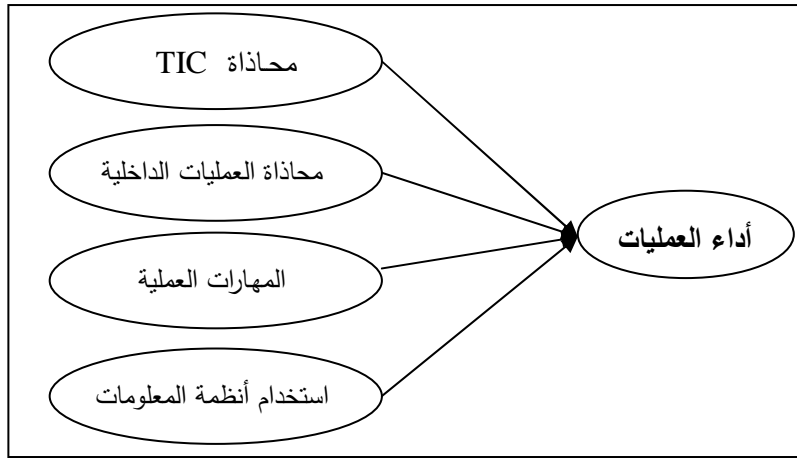 محاذاة TIC
محاذاة العمليات الداخلية
المهارات العملية
استخدام أنظمة المعلومات
أداء العمليات